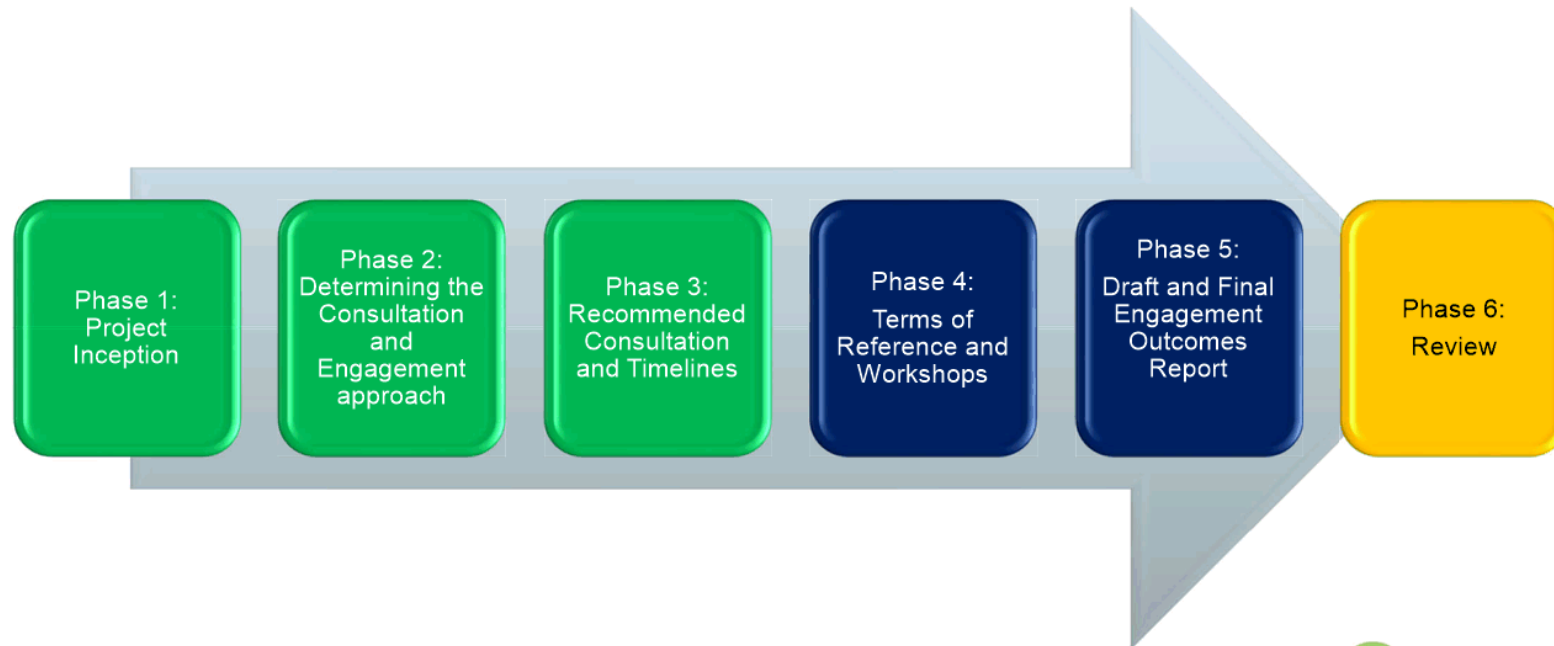 Phase 1:
Project
Inception
Phase 2:
Determining the
Consultation
and
Engagement
approach
Phase 3:
Recommended
Consultation
and Timelines
Phase 4:
Terms of
Reference and
Workshops
Phase 5:
Draft and Final
Engagement
Outcomes
Report
Phase 6:
Review